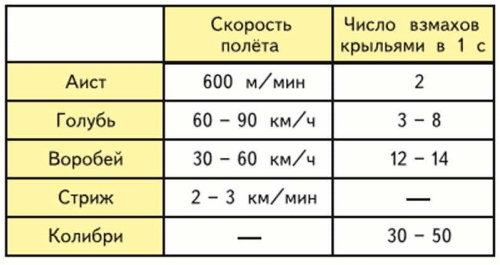 Скорость полёта Число взмахов крыльями в 1 с
Аист 600 м/мин 2
Голубь 60 – 90 км/ч 3 – 8
Воробей 30 – 60 км/ч 12 – 14
Стриж 2 – 3 км/мин —
Колибри — 30 – 50